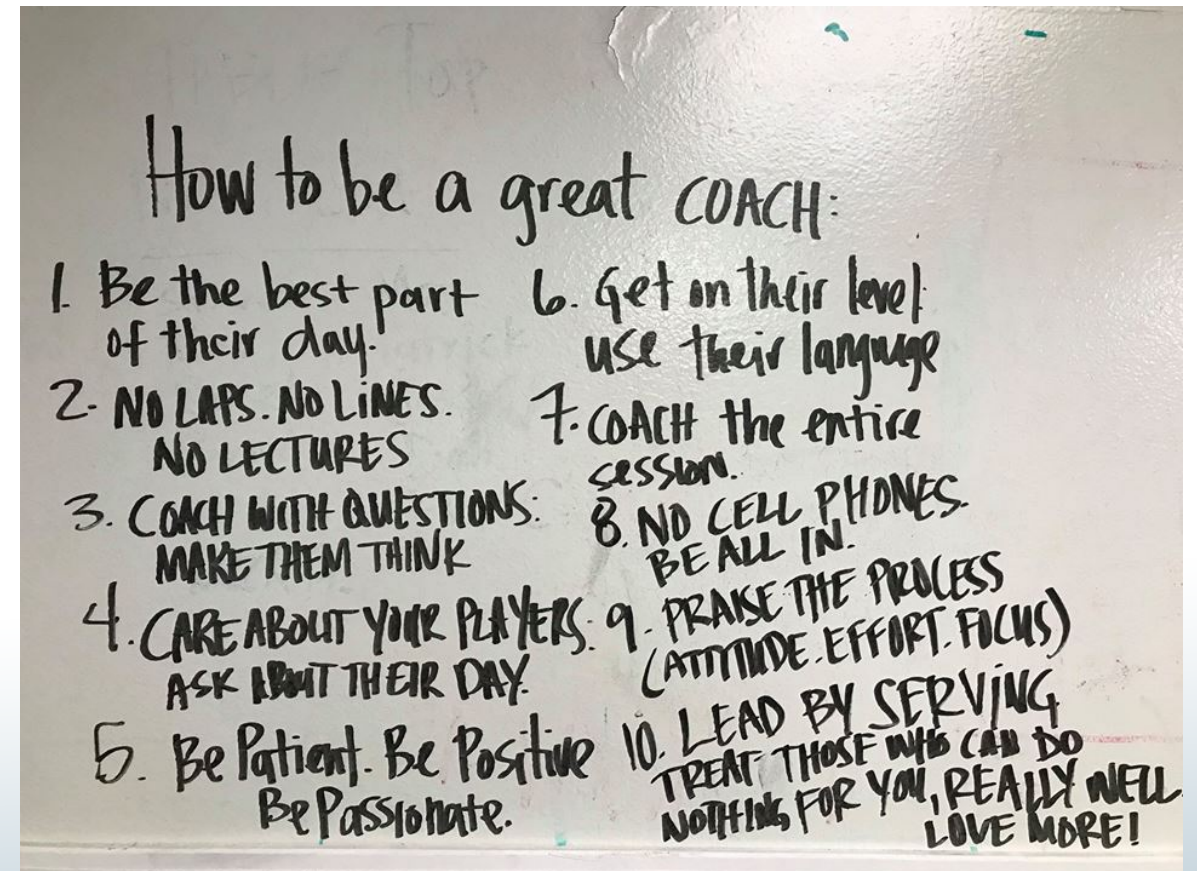 How to be a great COACH:
1. Be the best part
of their day!
2. NO LAPS. NO LINES.
NO LECTURES
3. COACH WITH QUESTIONS.
MAKE THEM THINK
4. CARE ABOUT YOUR PLAYERS.
ASK ABOUT THEIR DAY.
5. Be Patient. Be Positive
Be Passionate.
6. Get on their level.
use their language
7. COACH the entire
session.
8. NO CELL PHONES.
BE ALL IN.
9. PRAISE THE PROCESS
(ATTITUDE. EFFORT. FOCUS)
10. LEAD BY SERVING
TREAT THOSE WHO CAN DO
NOTHING FOR YOU, REALLY WELL.
LOVE MORE!